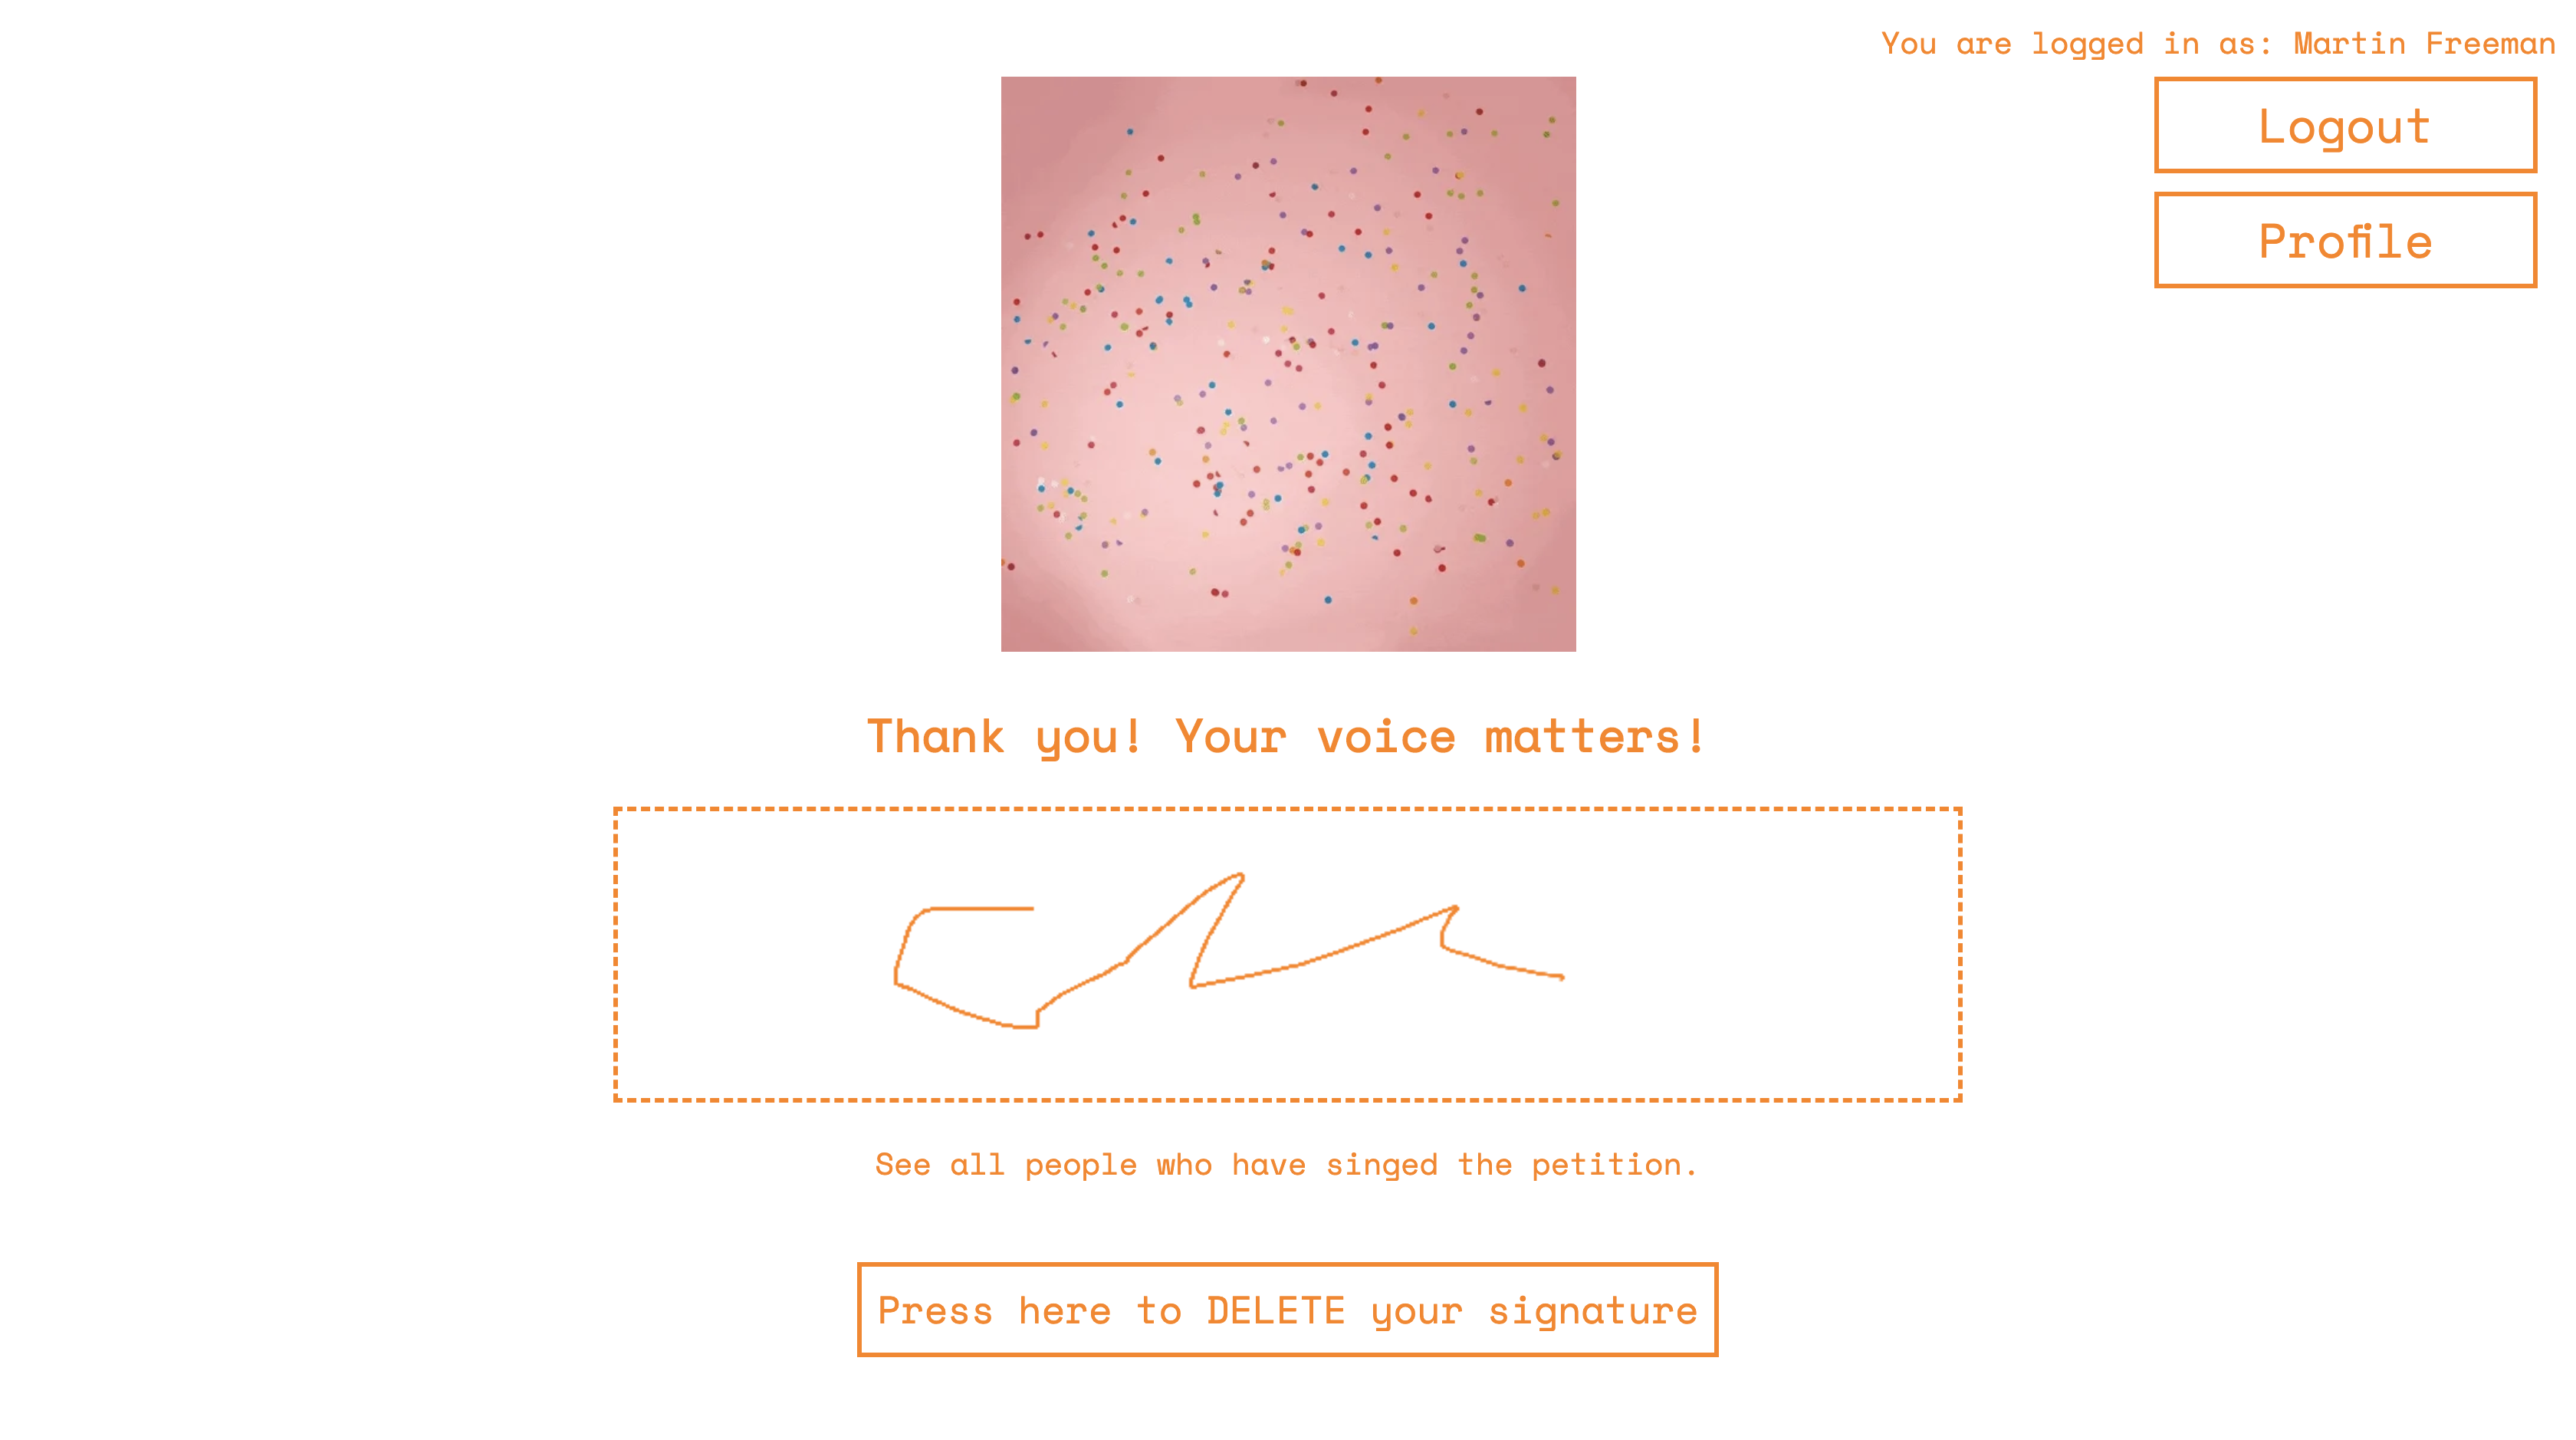 You are logged in as: Martin Freeman
Logout
Profile
Thank you! Your voice matters!
See all people who have singed the petition.
Press here to DELETE your signature